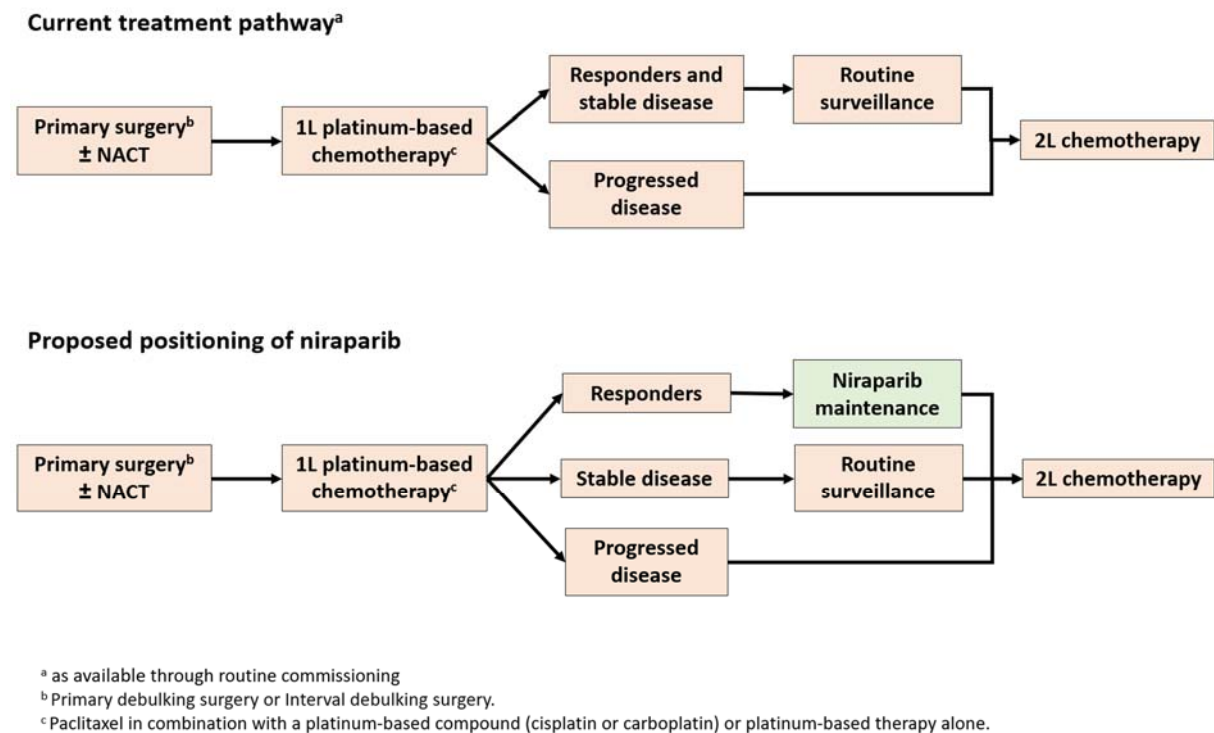 Current treatment pathwayᵃ
Responders and
stable disease
Routine
surveillance
Primary surgeryᵇ
± NACT
1L platinum-based
chemotherapyᶜ
2L chemotherapy
Progressed
disease
Proposed positioning of niraparib
Responders
Niraparib
maintenance
Primary surgeryᵇ
± NACT
1L platinum-based
chemotherapyᶜ
Stable disease
Routine
surveillance
2L chemotherapy
Progressed
disease
ᵃ as available through routine commissioning
ᵇ Primary debulking surgery or Interval debulking surgery.
ᶜ Paclitaxel in combination with a platinum-based compound (cisplatin or carboplatin) or platinum-based therapy alone.